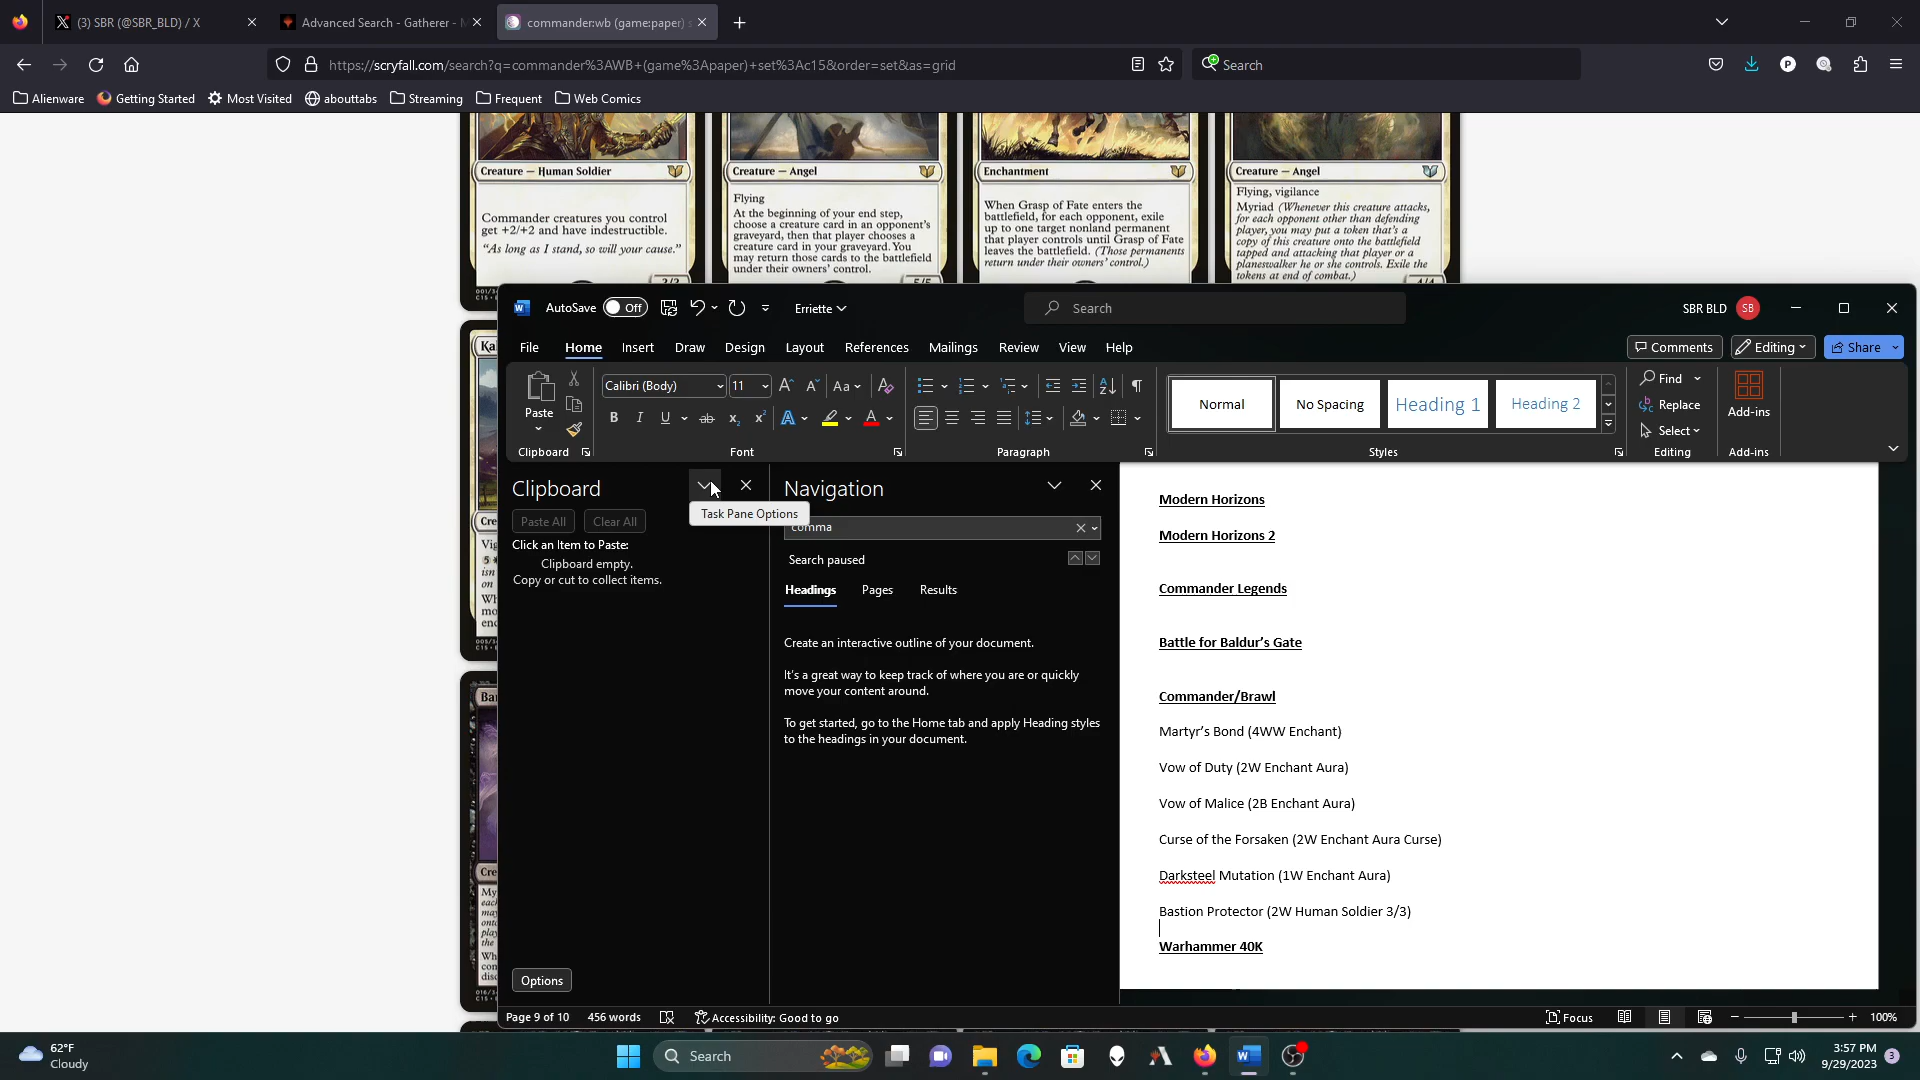 (3) SBR (@SBR_BLD) / X
Advanced Search - Gatherer - M
commander:wb (game:paper) s
https://scryfall.com/search?q=commander%3AWB+(game%3Apaper)+set%3Ac15&order=set&as=grid
Search
Alienware
Getting Started
Most Visited
abouttabs
Streaming
Frequent
Web Comics
Creature — Human Soldier
Commander creatures you control
get +2/+2 and have indestructible.
"As long as I stand, so will your cause."
Creature — Angel
Flying
At the beginning of your end step,
choose a creature card in an opponent's
graveyard, then that player chooses a
creature card in your graveyard. You
may return those cards to the battlefield
under their owners' control.
5/5
Enchantment
When Grasp of Fate enters the
battlefield, for each opponent, exile
up to one target nonland permanent
that player controls until Grasp of Fate
leaves the battlefield. (Those permanents
return under their owners' control.)
Creature — Angel
Flying, vigilance
Myriad (Whenever this creature attacks,
for each opponent other than defending
player, you may put a token that's a
copy of this creature onto the battlefield
tapped and attacking that player or a
planeswalker he or she controls. Exile the
tokens at end of combat.)
4/4
AutoSave
Off
Erriette
Search
SBR BLD
SB
File
Home
Insert
Draw
Design
Layout
References
Mailings
Review
View
Help
Comments
Editing
Share
Paste
Clipboard
Calibri (Body)
11
Font
Paragraph
Normal
No Spacing
Heading 1
Heading 2
Styles
Find
Replace
Select
Editing
Add-ins
Add-ins
Clipboard
Paste All
Clear All
Click an Item to Paste:
Clipboard empty.
Copy or cut to collect items.
Options
Task Pane Options
Navigation
comma
Search paused
Headings
Pages
Results
Create an interactive outline of your document.
It's a great way to keep track of where you are or quickly
move your content around.
To get started, go to the Home tab and apply Heading styles
to the headings in your document.
Modern Horizons
Modern Horizons 2
Commander Legends
Battle for Baldur's Gate
Commander/Brawl
Martyr's Bond (4WW Enchant)
Vow of Duty (2W Enchant Aura)
Vow of Malice (2B Enchant Aura)
Curse of the Forsaken (2W Enchant Aura Curse)
Darksteel Mutation (1W Enchant Aura)
Bastion Protector (2W Human Soldier 3/3)
Warhammer 40K
Page 9 of 10
456 words
Accessibility: Good to go
Focus
100%
62°F
Cloudy
Search
3:57 PM
9/29/2023
3